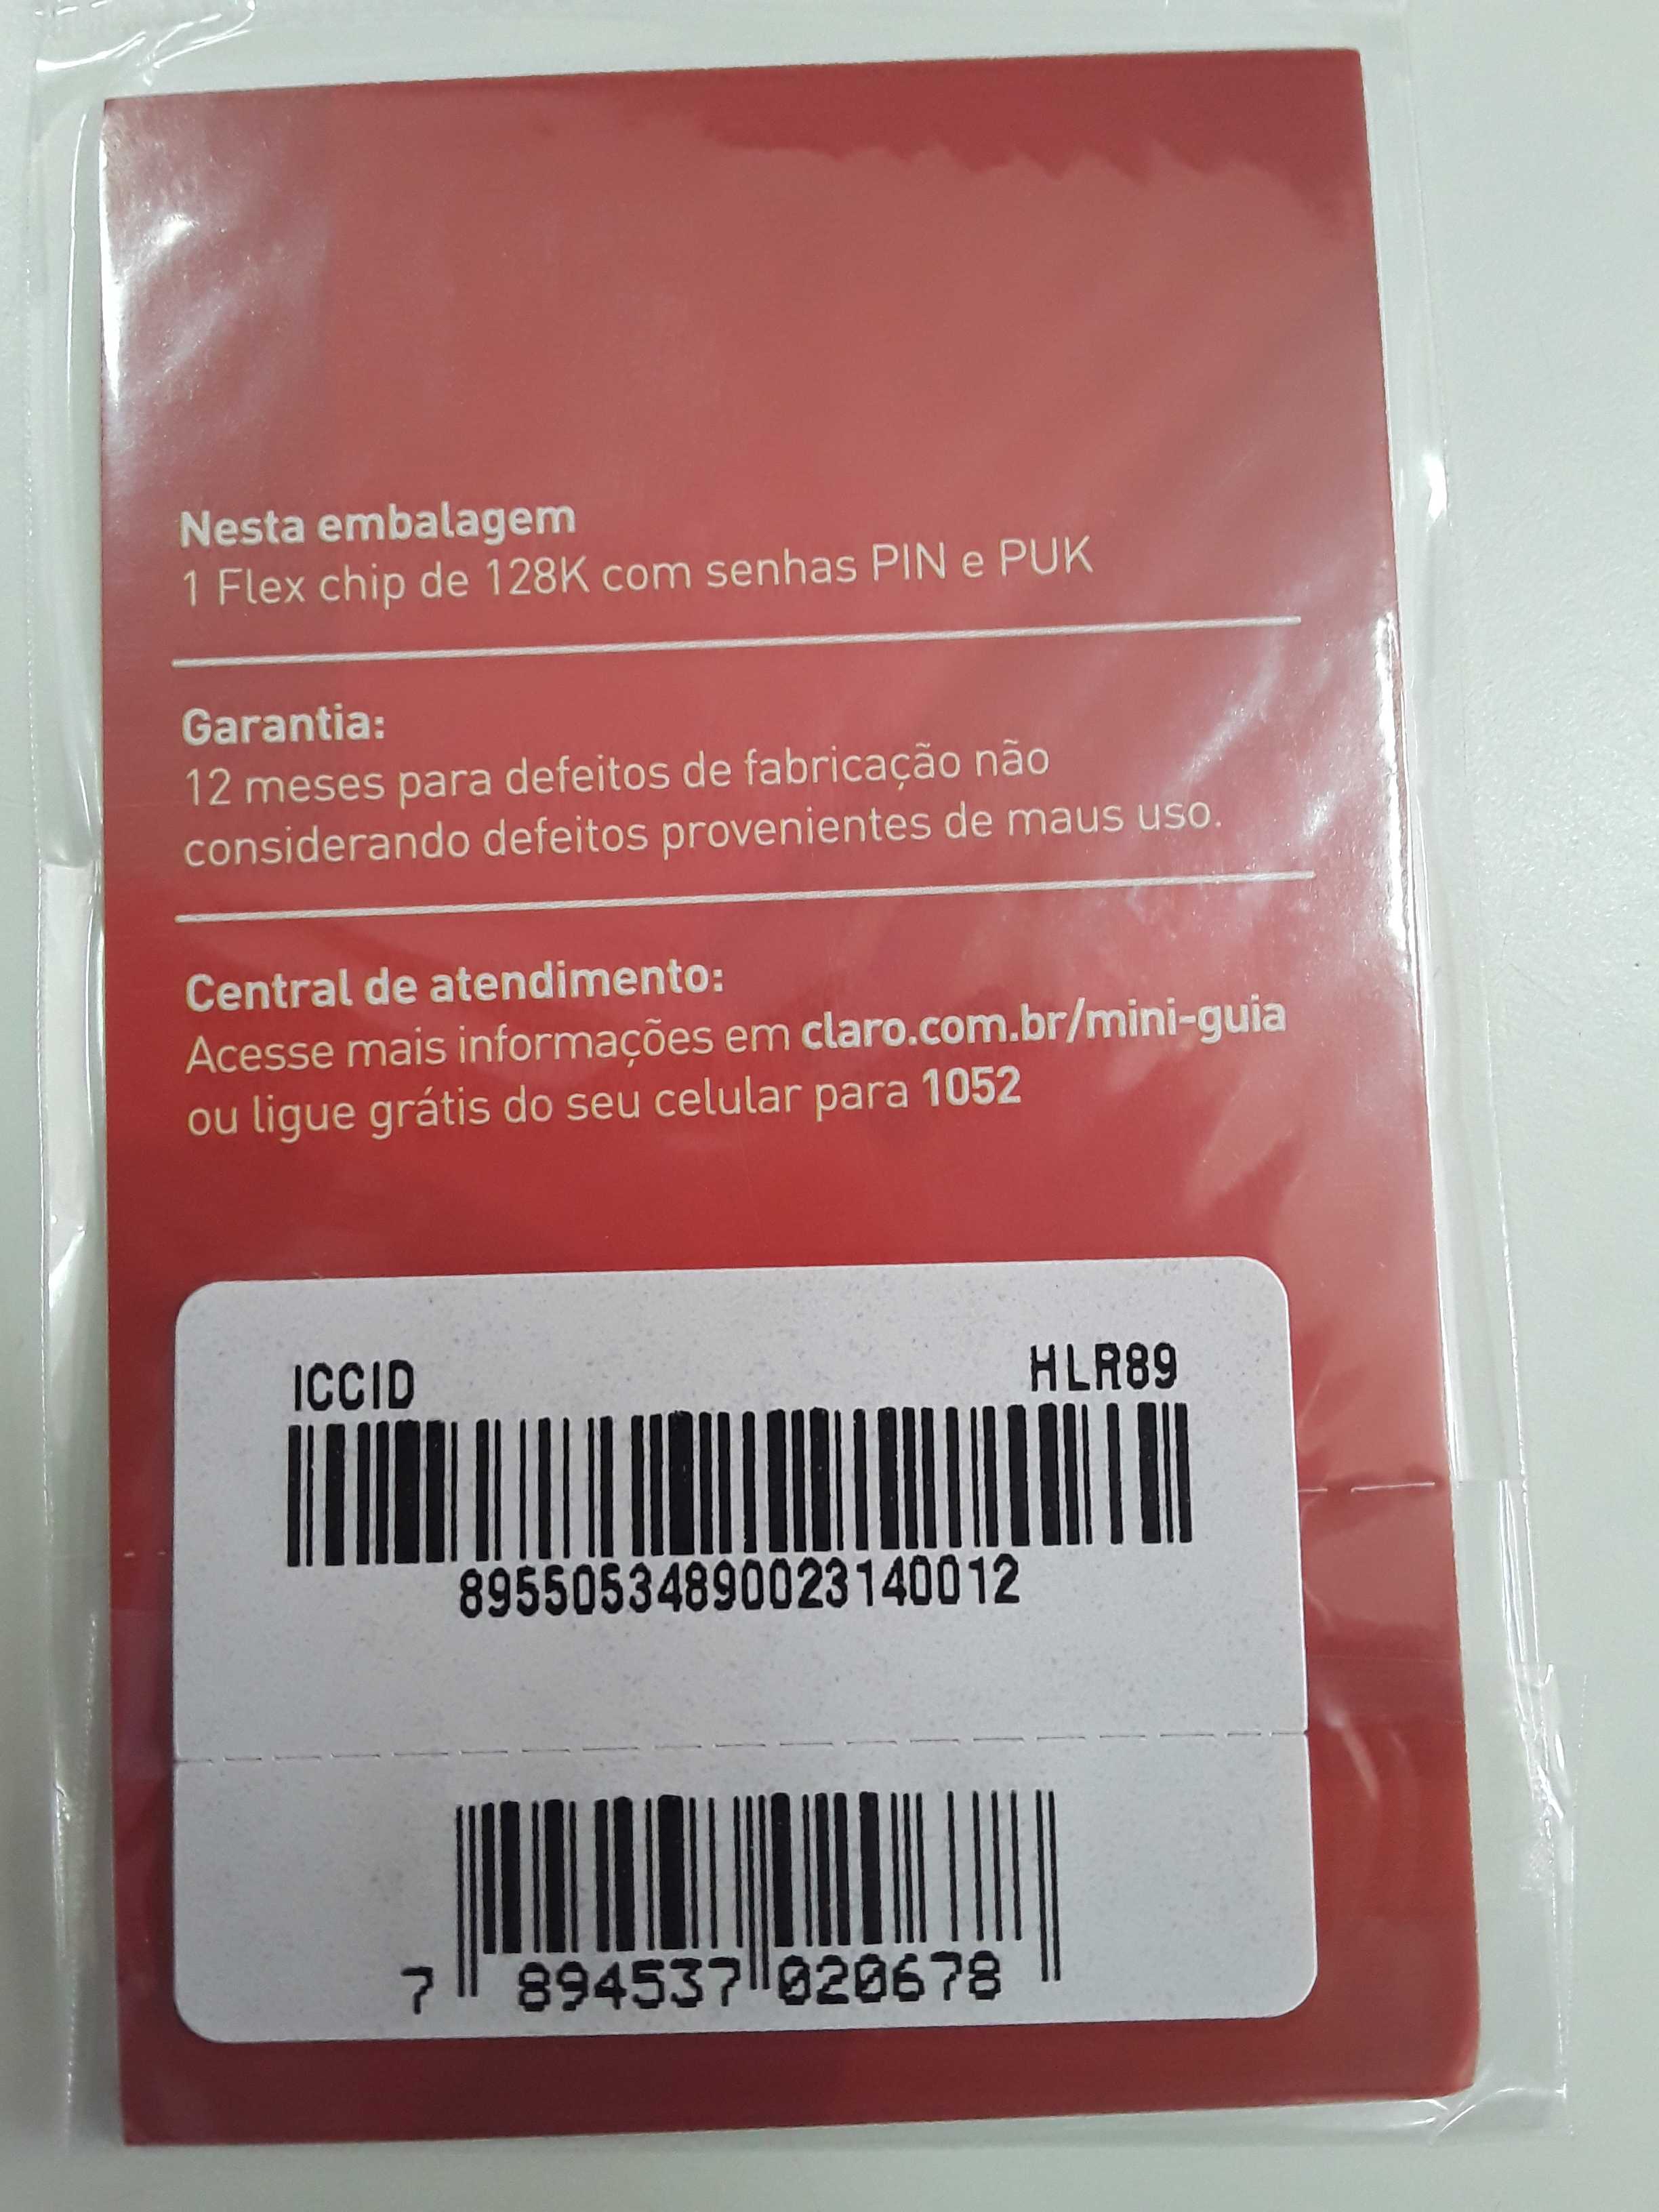 Nesta embalagem
1 Flex chip de 128K com senhas PIN e PUK
Garantia:
12 meses para defeitos de fabricação não
considerando defeitos provenientes de maus uso.
Central de atendimento:
Acesse mais informações em claro.com.br/mini-guia
ou ligue grátis do seu celular para 1052
ICCID HLR89
89550534890023140012
7 894537 020678